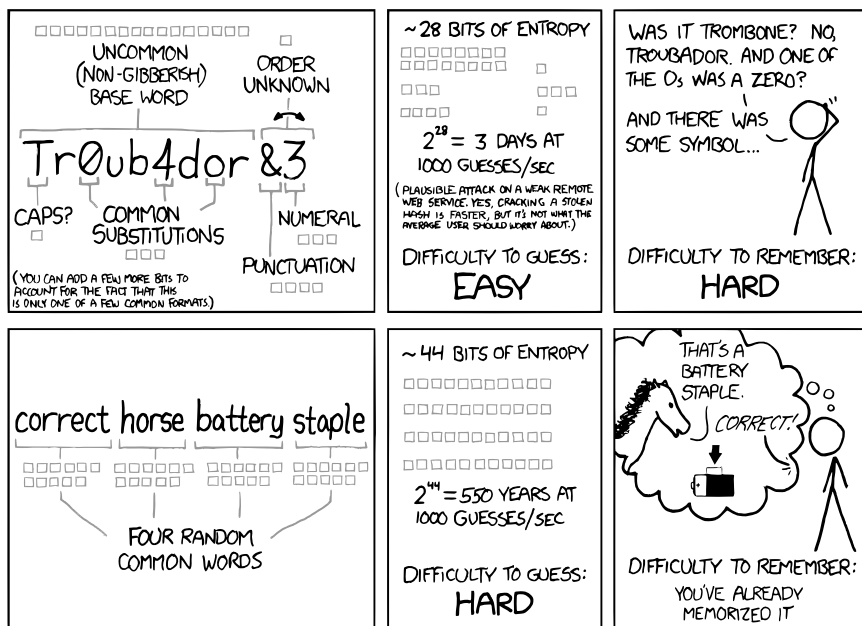 UNCOMMON
(NON-GIBBERISH)
BASE WORD
ORDER
UNKNOWN
Tr0ub4dor &3
CAPS?
COMMON
SUBSTITUTIONS
NUMERAL
PUNCTUATION
(YOU CAN ADD A FEW MORE BITS TO
ACCOUNT FOR THE FACT THAT THIS
IS ONLY ONE OF A FEW COMMON FORMATS.)
~28 BITS OF ENTROPY
2^28 = 3 DAYS AT
1000 GUESSES/SEC
(PLAUSIBLE ATTACK ON A WEAK REMOTE
WEB SERVICE. YES, CRACKING A STOLEN
HASH IS FASTER, BUT IT'S NOT WHAT THE
AVERAGE USER SHOULD WORRY ABOUT.)
DIFFICULTY TO GUESS:
EASY
WAS IT TROMBONE? NO,
TROUBADOR. AND ONE OF
THE Os WAS A ZERO?
AND THERE WAS
SOME SYMBOL...
DIFFICULTY TO REMEMBER:
HARD
correct horse battery staple
FOUR RANDOM
COMMON WORDS
~44 BITS OF ENTROPY
2^44 = 550 YEARS AT
1000 GUESSES/SEC
DIFFICULTY TO GUESS:
HARD
THAT'S A
BATTERY
STAPLE.
CORRECT!
DIFFICULTY TO REMEMBER:
YOU'VE ALREADY
MEMORIZED IT